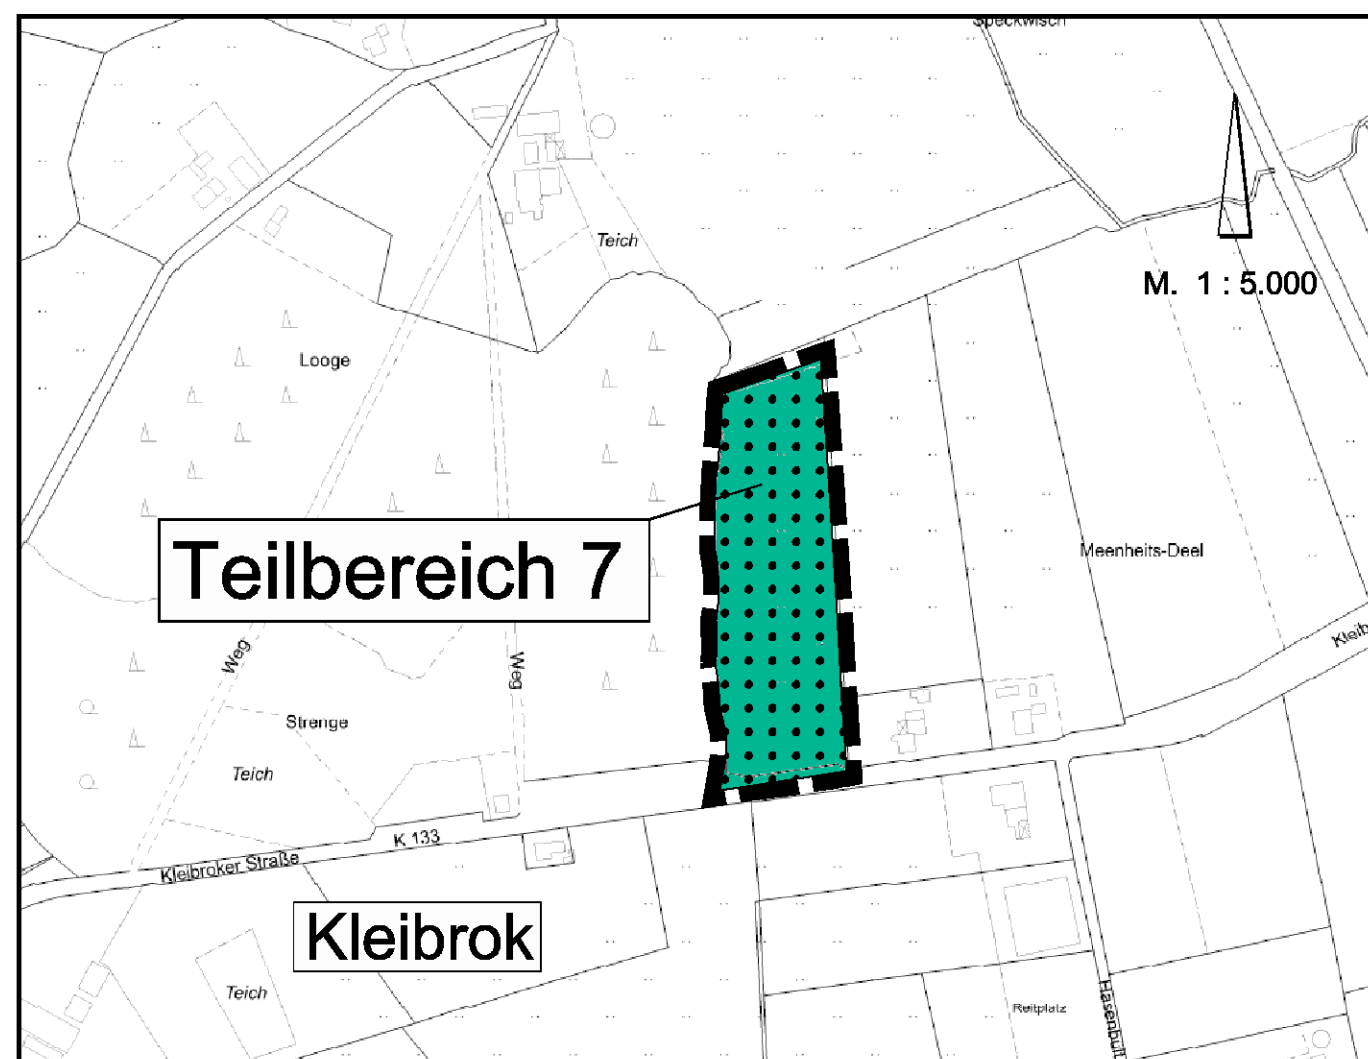 Speckwisch
Teich
M. 1 : 5.000
Looge
Teilbereich 7
Meenheits-Deel
Weg
Weg
Strenge
Teich
K 133
Kleibroker Straße
Kleibrok
Teich
Reitplatz